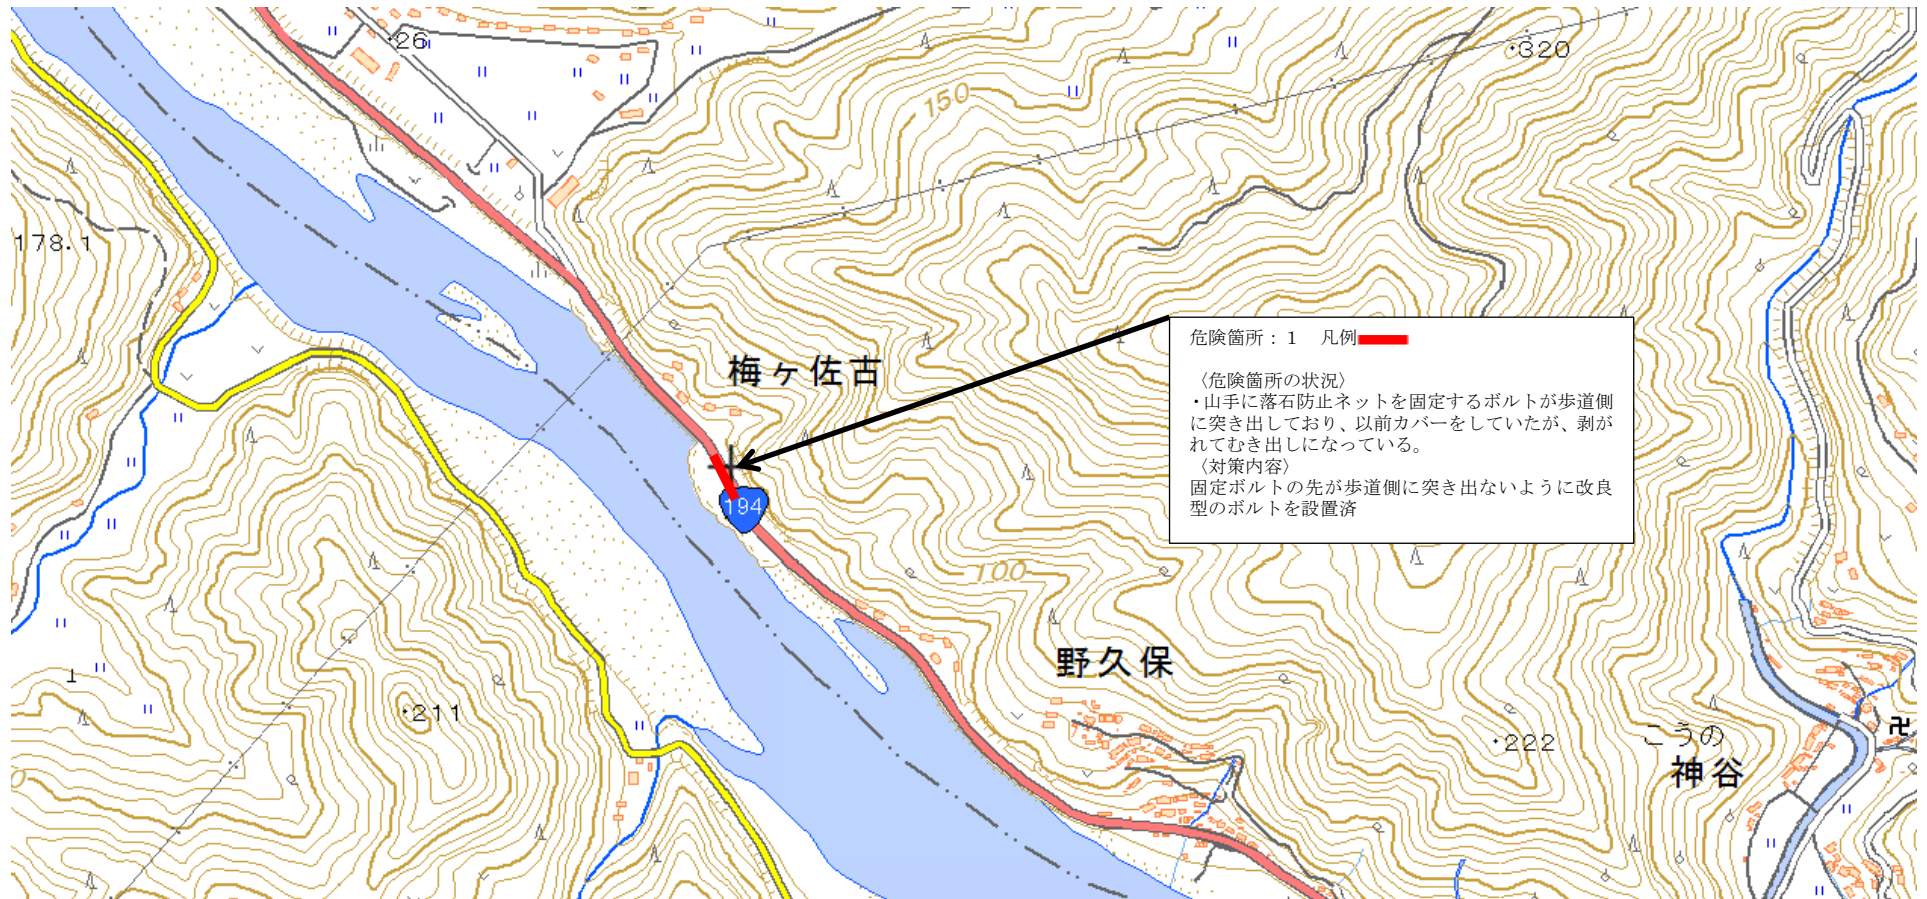 26
320
150
178.1
危険箇所：1　凡例
〈危険箇所の状況〉
・山手に落石防止ネットを固定するボルトが歩道側
に突き出しており、以前カバーをしていたが、剥が
れてむき出しになっている。
〈対策内容〉
固定ボルトの先が歩道側に突き出ないように改良
型のボルトを設置済
梅ヶ佐古
194
100
野久保
211
222
こうの
神谷